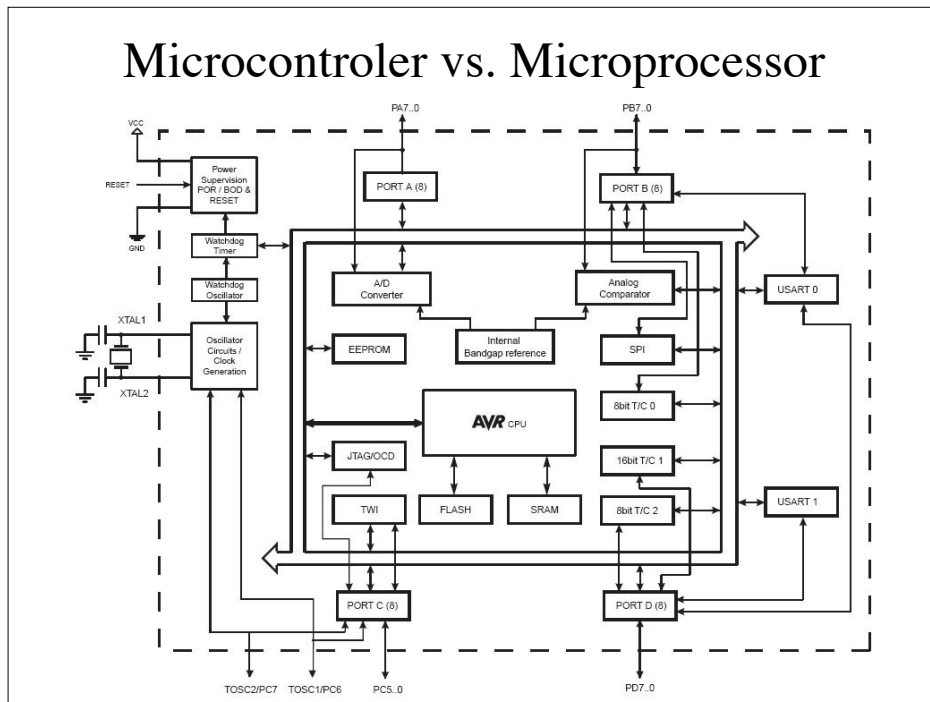 Microcontroler vs. Microprocessor
PA7..0
PB7..0
VCC
RESET
GND
Power
Supervision
POR / BOD &
RESET
Watchdog
Timer
Watchdog
Oscillator
XTAL1
XTAL2
Oscillator
Circuits /
Clock
Generation
PORT A (8)
PORT B (8)
A/D
Converter
Analog
Comparator
USART 0
EEPROM
Internal
Bandgap reference
SPI
8bit T/C 0
AVR CPU
JTAG/OCD
16bit T/C 1
TWI
FLASH
SRAM
8bit T/C 2
USART 1
PORT C (8)
PORT D (8)
TOSC2/PC7
TOSC1/PC6
PC5..0
PD7..0